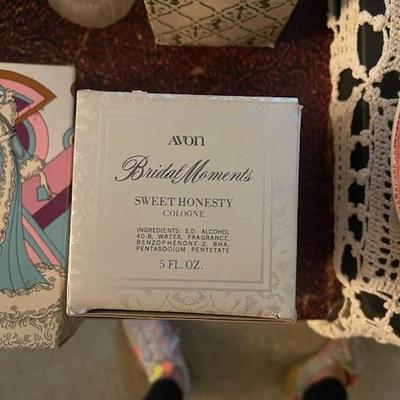 AVON
Bridal Moments
SWEET HONESTY
COLOGNE
INGREDIENTS: S.D. ALCOHOL
40-B, WATER, FRAGRANCE,
BENZOPHENONE-2, BHA,
PENTASODIUM PENTETATE
5 FL. OZ.